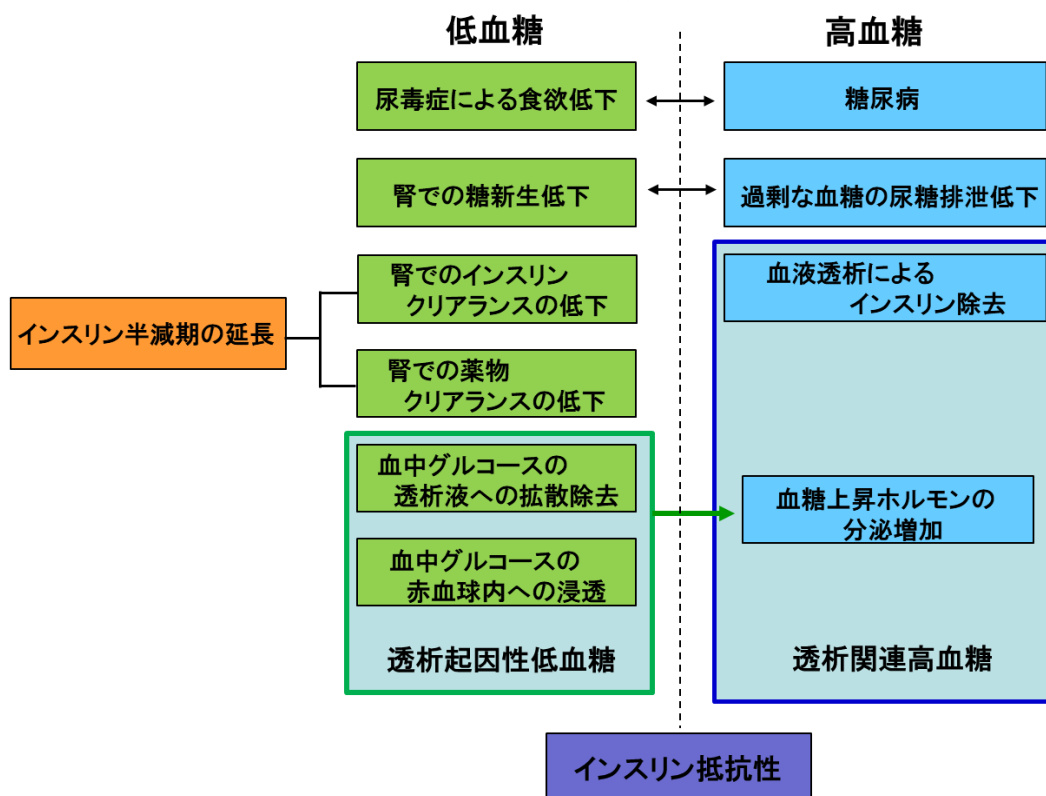 低血糖
高血糖
尿毒症による食欲低下
糖尿病
腎での糖新生低下
過剰な血糖の尿糖排泄低下
腎でのインスリン
クリアランスの低下
血液透析による
インスリン除去
インスリン半減期の延長
腎での薬物
クリアランスの低下
血中グルコースの
透析液への拡散除去
血糖上昇ホルモンの
分泌増加
血中グルコースの
赤血球内への浸透
透析起因性低血糖
透析関連高血糖
インスリン抵抗性